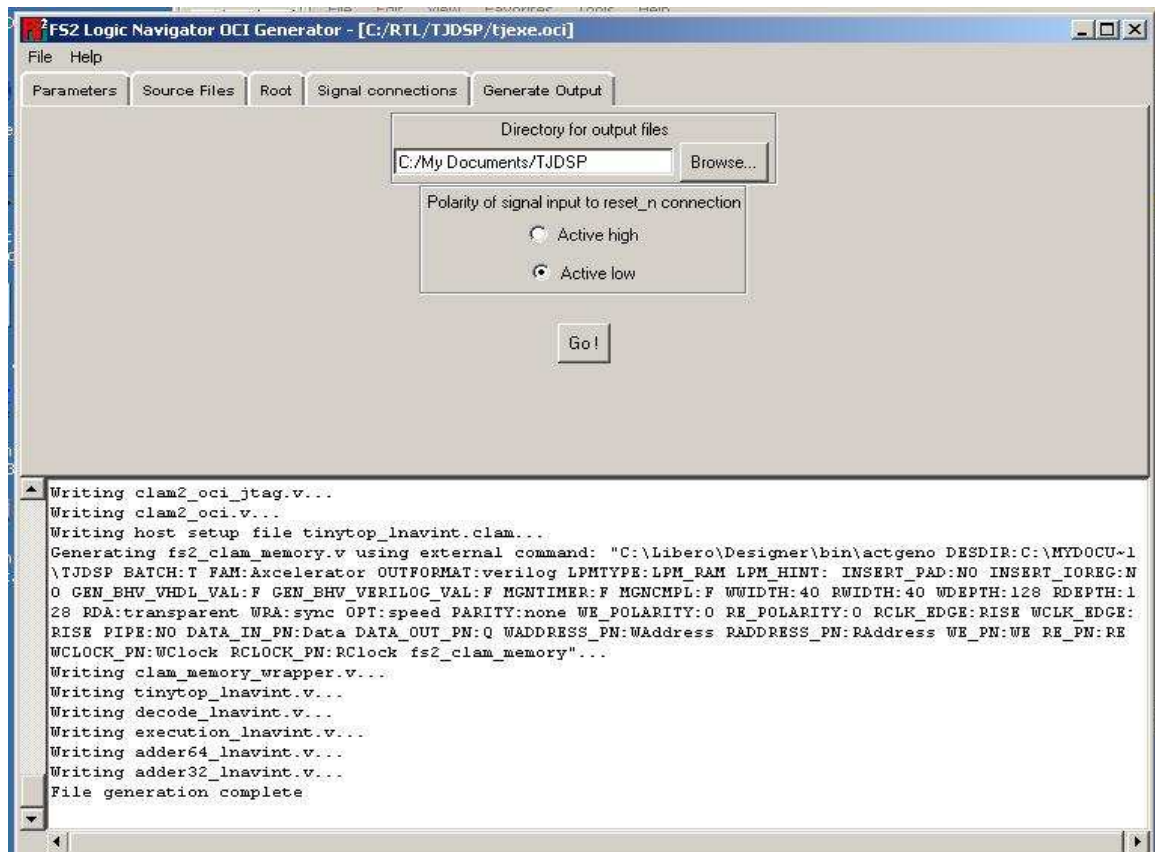 File Edit View Favorites Tools Help
FS2 Logic Navigator OCI Generator - [C:/RTL/TJDSP/tjexe.oci]
File Help
Parameters Source Files Root Signal connections Generate Output
Directory for output files
C:/My Documents/TJDSP Browse...
Polarity of signal input to reset_n connection
Active high
Active low
Go!
Writing clam2_oci_jtag.v...
Writing clam2_oci.v...
Writing host setup file tinytop_lnavint.clam...
Generating fs2_clam_memory.v using external command: "C:\Libero\Designer\bin\actgeno DESDIR:C:\MYDOCU~1
\TJDSP BATCH:T FAM:Axcelerator OUTFORMAT:verilog LPMTYPE:LPM_RAM LPM_HINT: INSERT_PAD:NO INSERT_IOREG:N
O GEN_BHV_VHDL_VAL:F GEN_BHV_VERILOG_VAL:F MGNTIMER:F MGNCMPL:F WWIDTH:40 RWIDTH:40 WDEPTH:128 RDEPTH:1
28 RDA:transparent WRA:sync OPT:speed PARITY:none WE_POLARITY:0 RE_POLARITY:0 RCLK_EDGE:RISE WCLK_EDGE:
RISE PIPE:NO DATA_IN_PN:Data DATA_OUT_PN:Q WADDRESS_PN:WAddress RADDRESS_PN:RAddress WE_PN:WE RE_PN:RE
WCLOCK_PN:WClock RCLOCK_PN:RClock fs2_clam_memory"...
Writing clam_memory_wrapper.v...
Writing tinytop_lnavint.v...
Writing decode_lnavint.v...
Writing execution_lnavint.v...
Writing adder64_lnavint.v...
Writing adder32_lnavint.v...
File generation complete